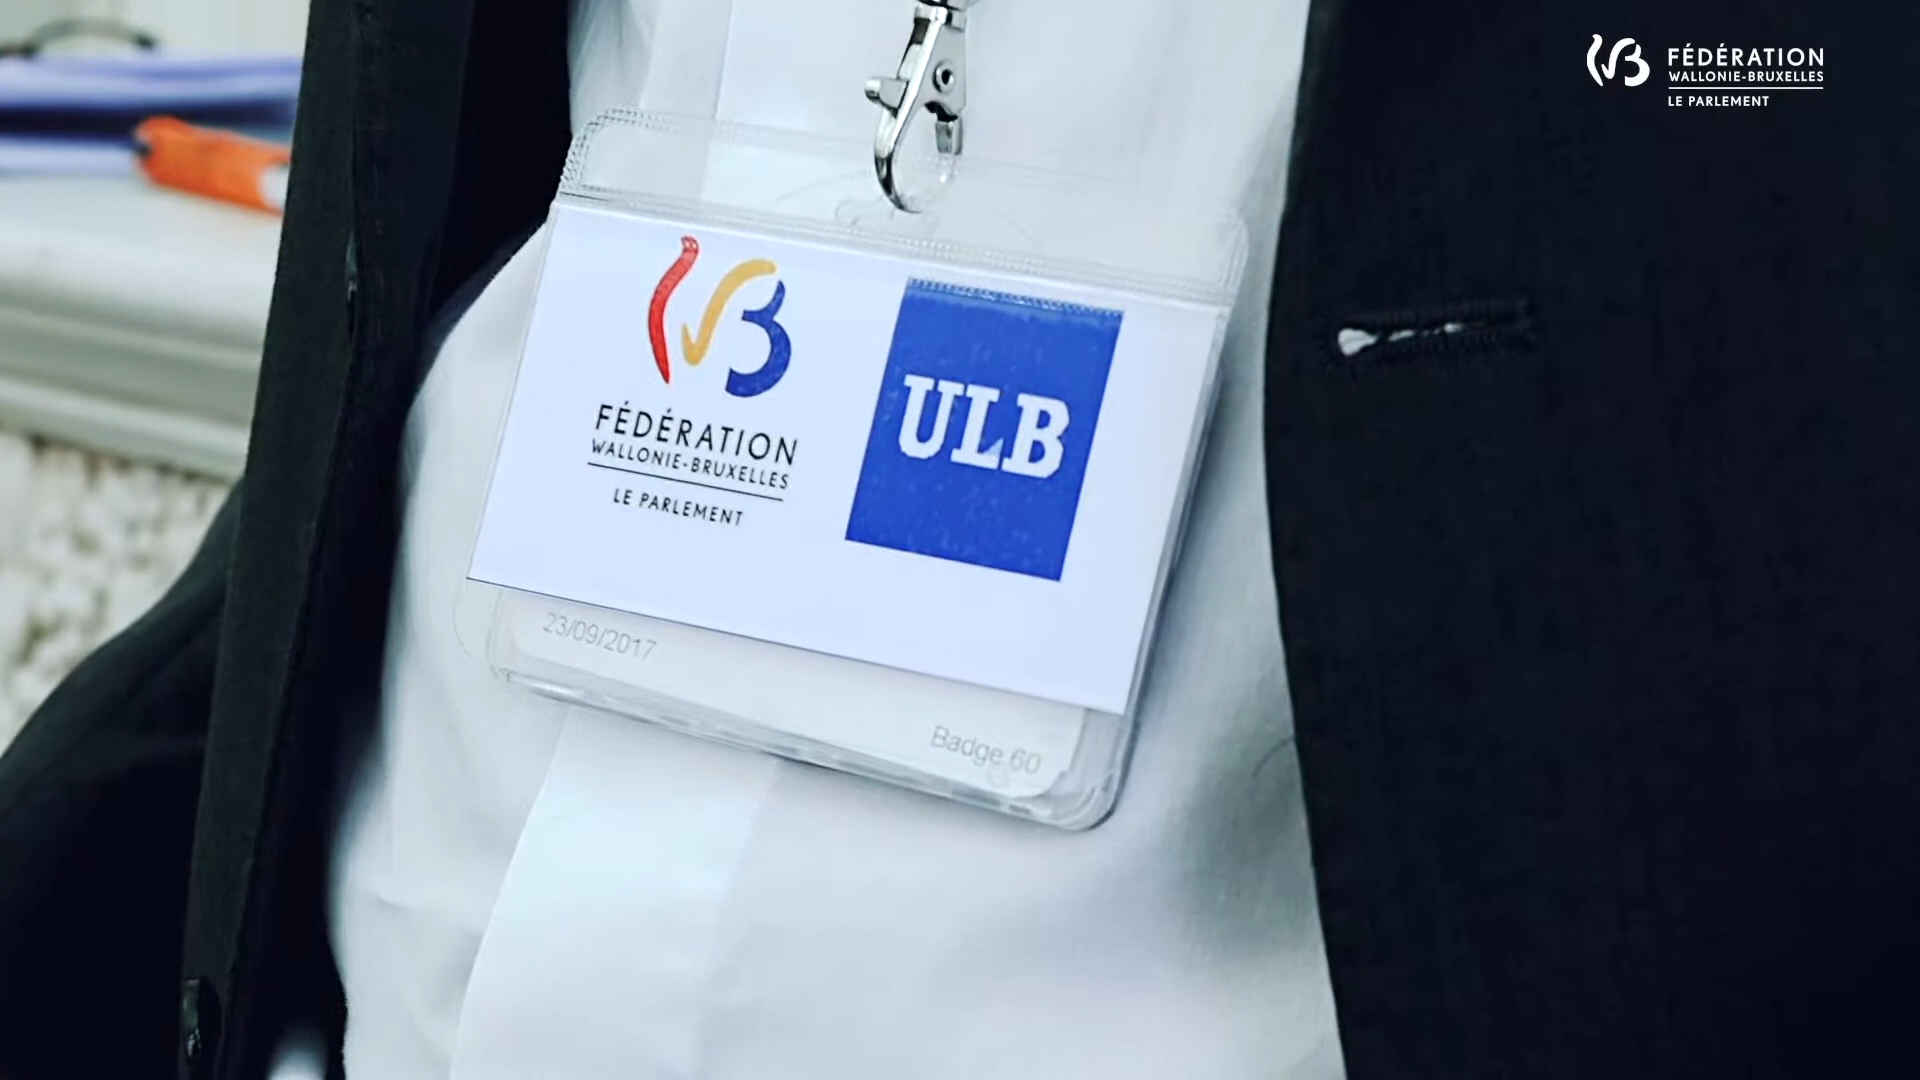 FÉDÉRATION
WALLONIE-BRUXELLES
LE PARLEMENT
FÉDÉRATION
WALLONIE-BRUXELLES
LE PARLEMENT
ULB
23/09/2017
Badge 60